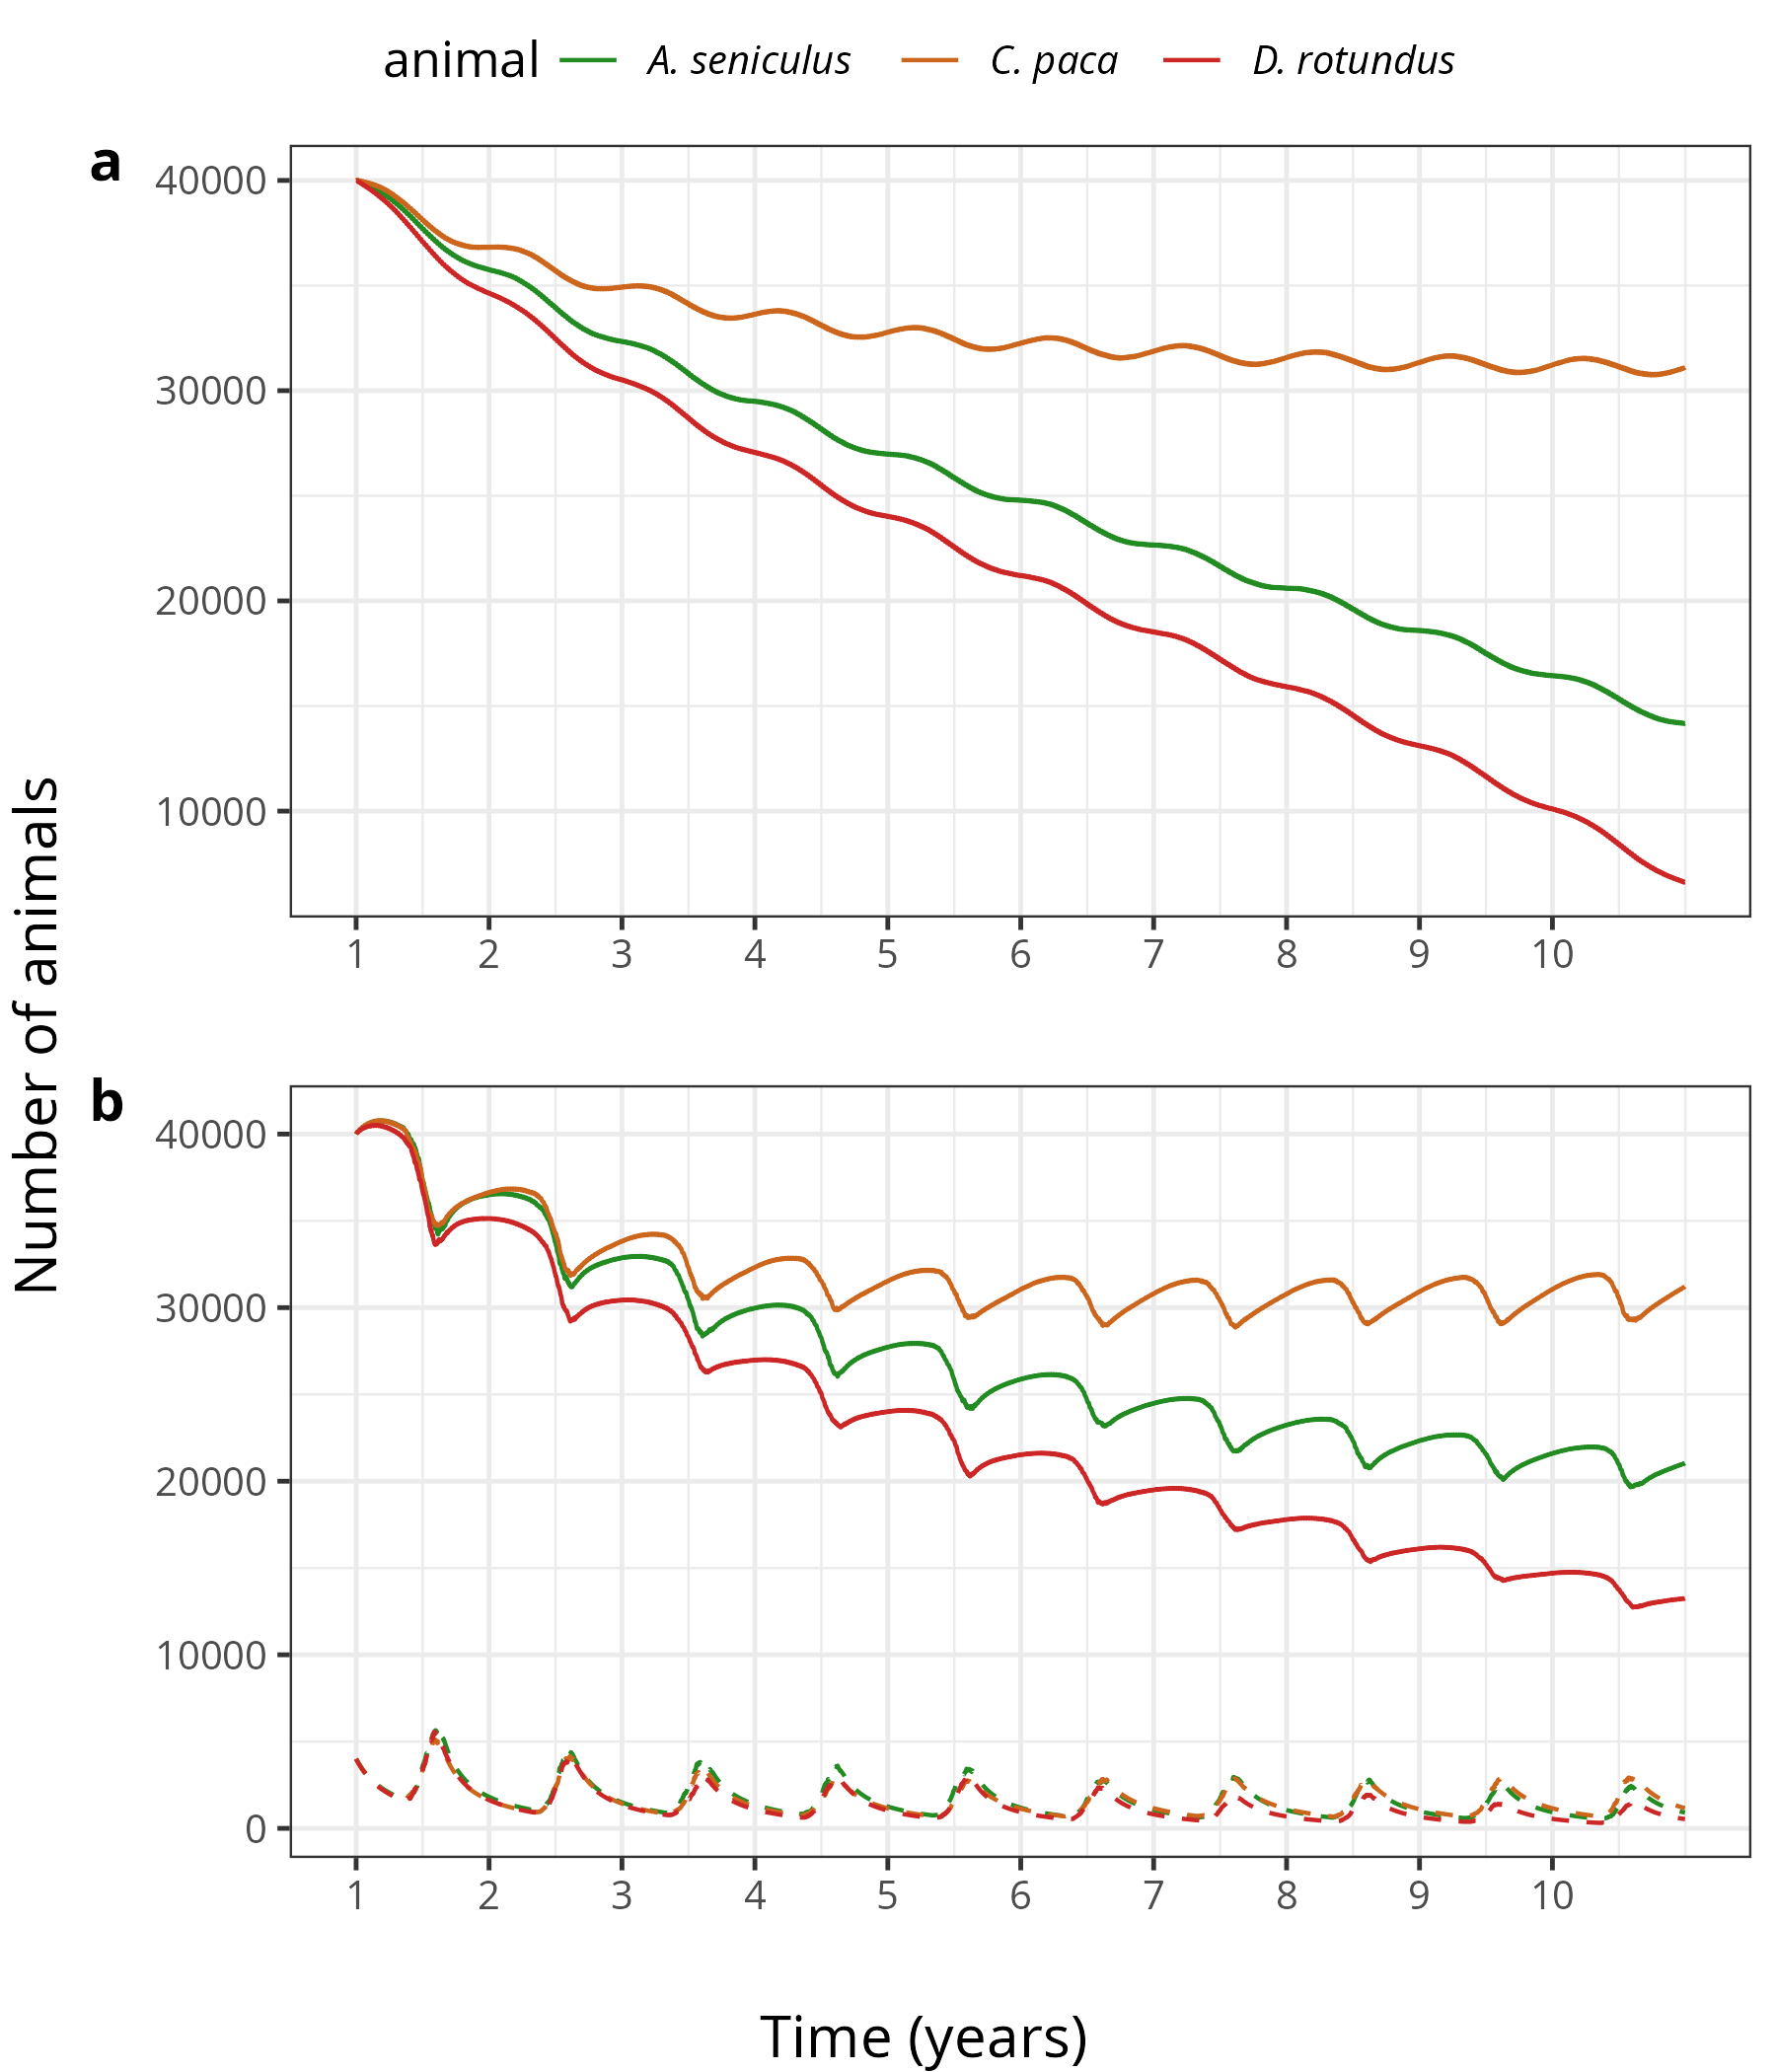 animal A. seniculus C. paca D. rotundus
a
40000
30000
20000
10000
1 2 3 4 5 6 7 8 9 10
Number of animals
b
40000
30000
20000
10000
0
1 2 3 4 5 6 7 8 9 10
Time (years)